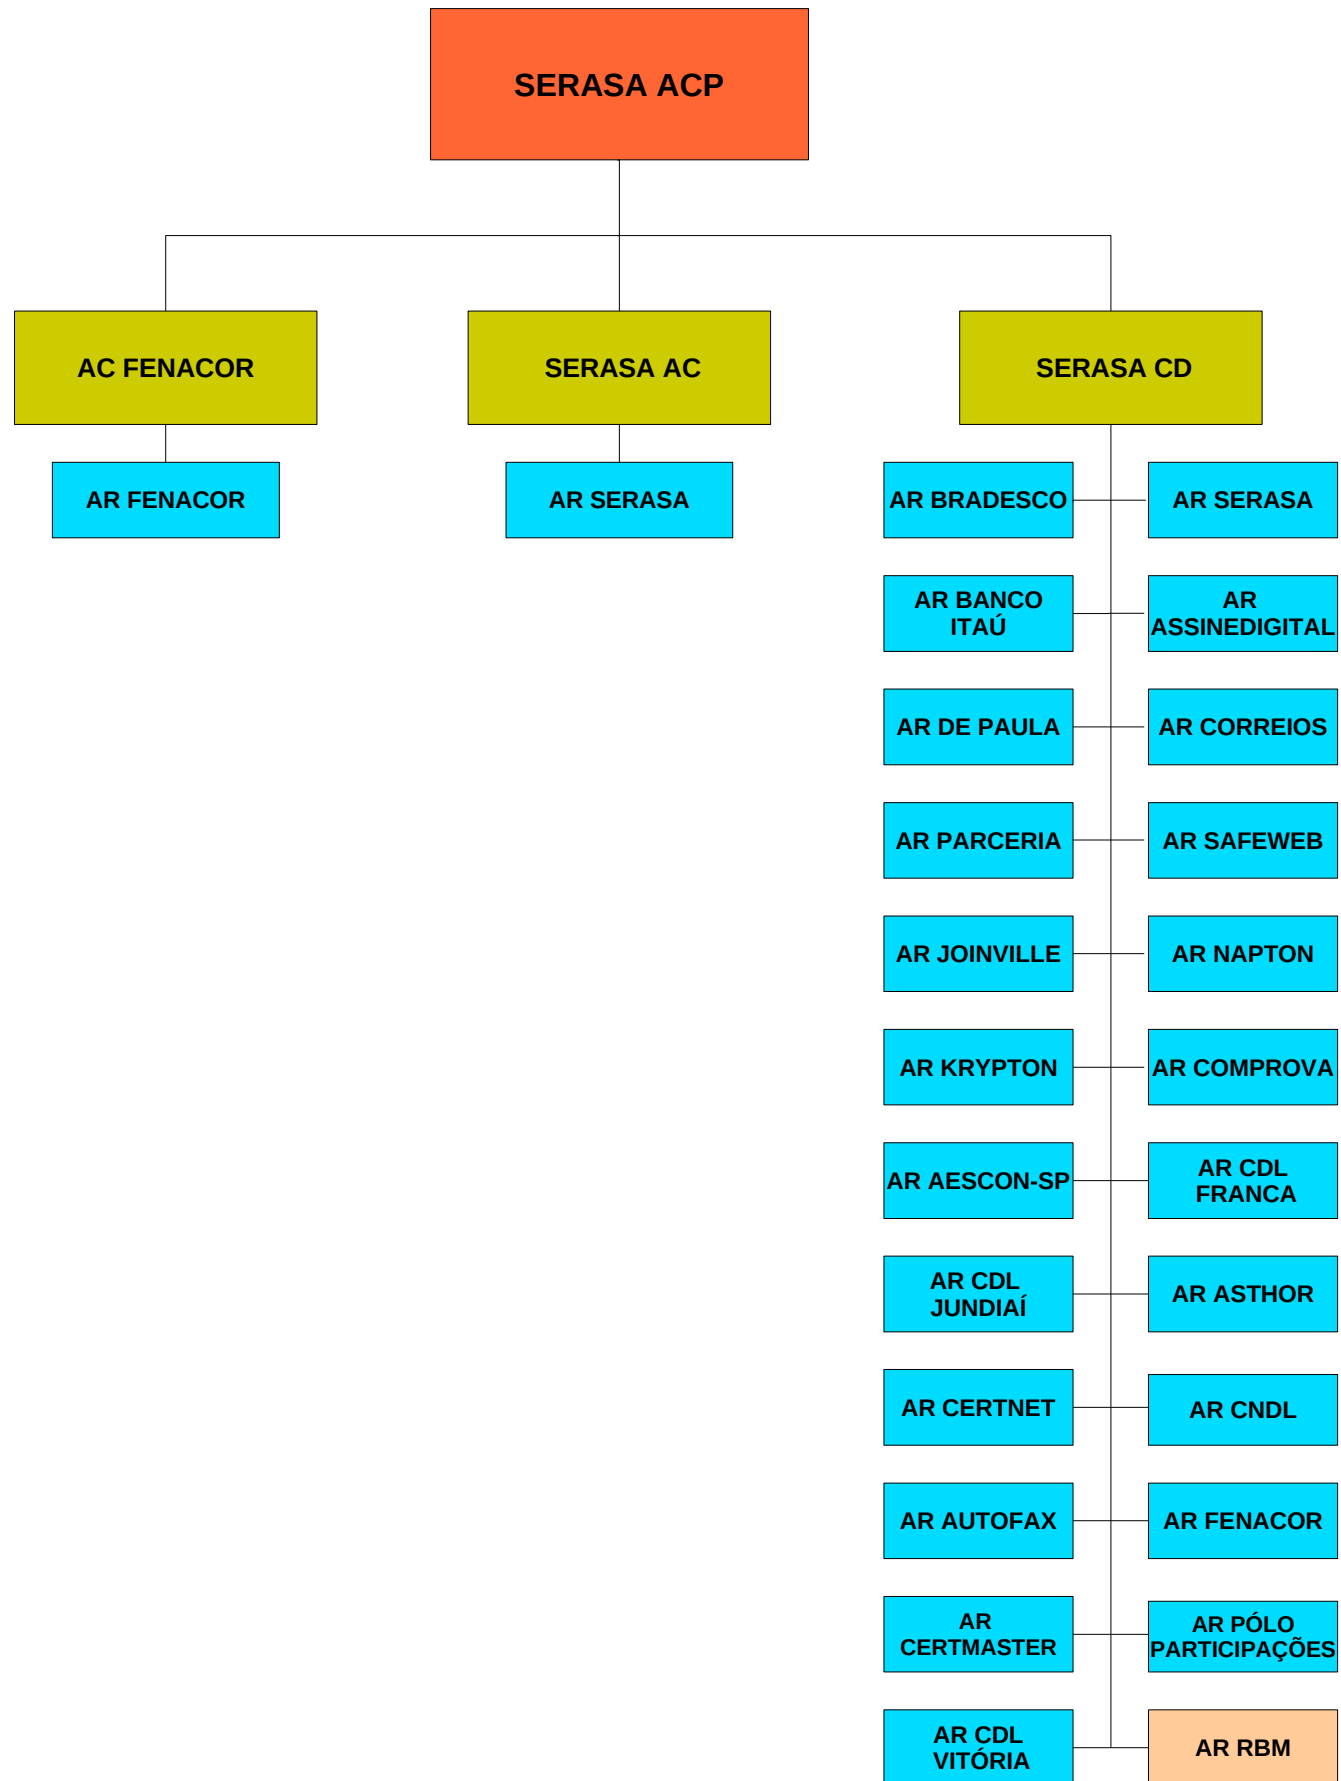 SERASA ACP
AC FENACOR
SERASA AC
SERASA CD
AR FENACOR
AR SERASA
AR BRADESCO
AR SERASA
AR BANCO
ITAÚ
AR
ASSINEDIGITAL
AR DE PAULA
AR CORREIOS
AR PARCERIA
AR SAFEWEB
AR JOINVILLE
AR NAPTON
AR KRYPTON
AR COMPROVA
AR AESCON-SP
AR CDL
FRANCA
AR CDL
JUNDIAÍ
AR ASTHOR
AR CERTNET
AR CNDL
AR AUTOFAX
AR FENACOR
AR
CERTMASTER
AR PÓLO
PARTICIPAÇÕES
AR CDL
VITÓRIA
AR RBM